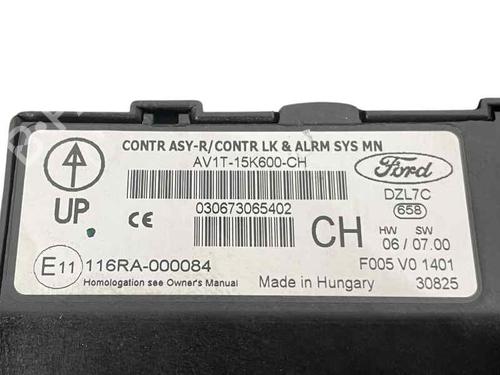 CONTR ASY-R/CONTR LK & ALRM SYS MN
AV1T-15K600-CH
Ford
UP
CE
030673065402
CH
DZL7C
658
HW SW
06 / 07.00
E11 116RA-000084
F005 V0 1401
Homologation see Owner's Manual
Made in Hungary
30825